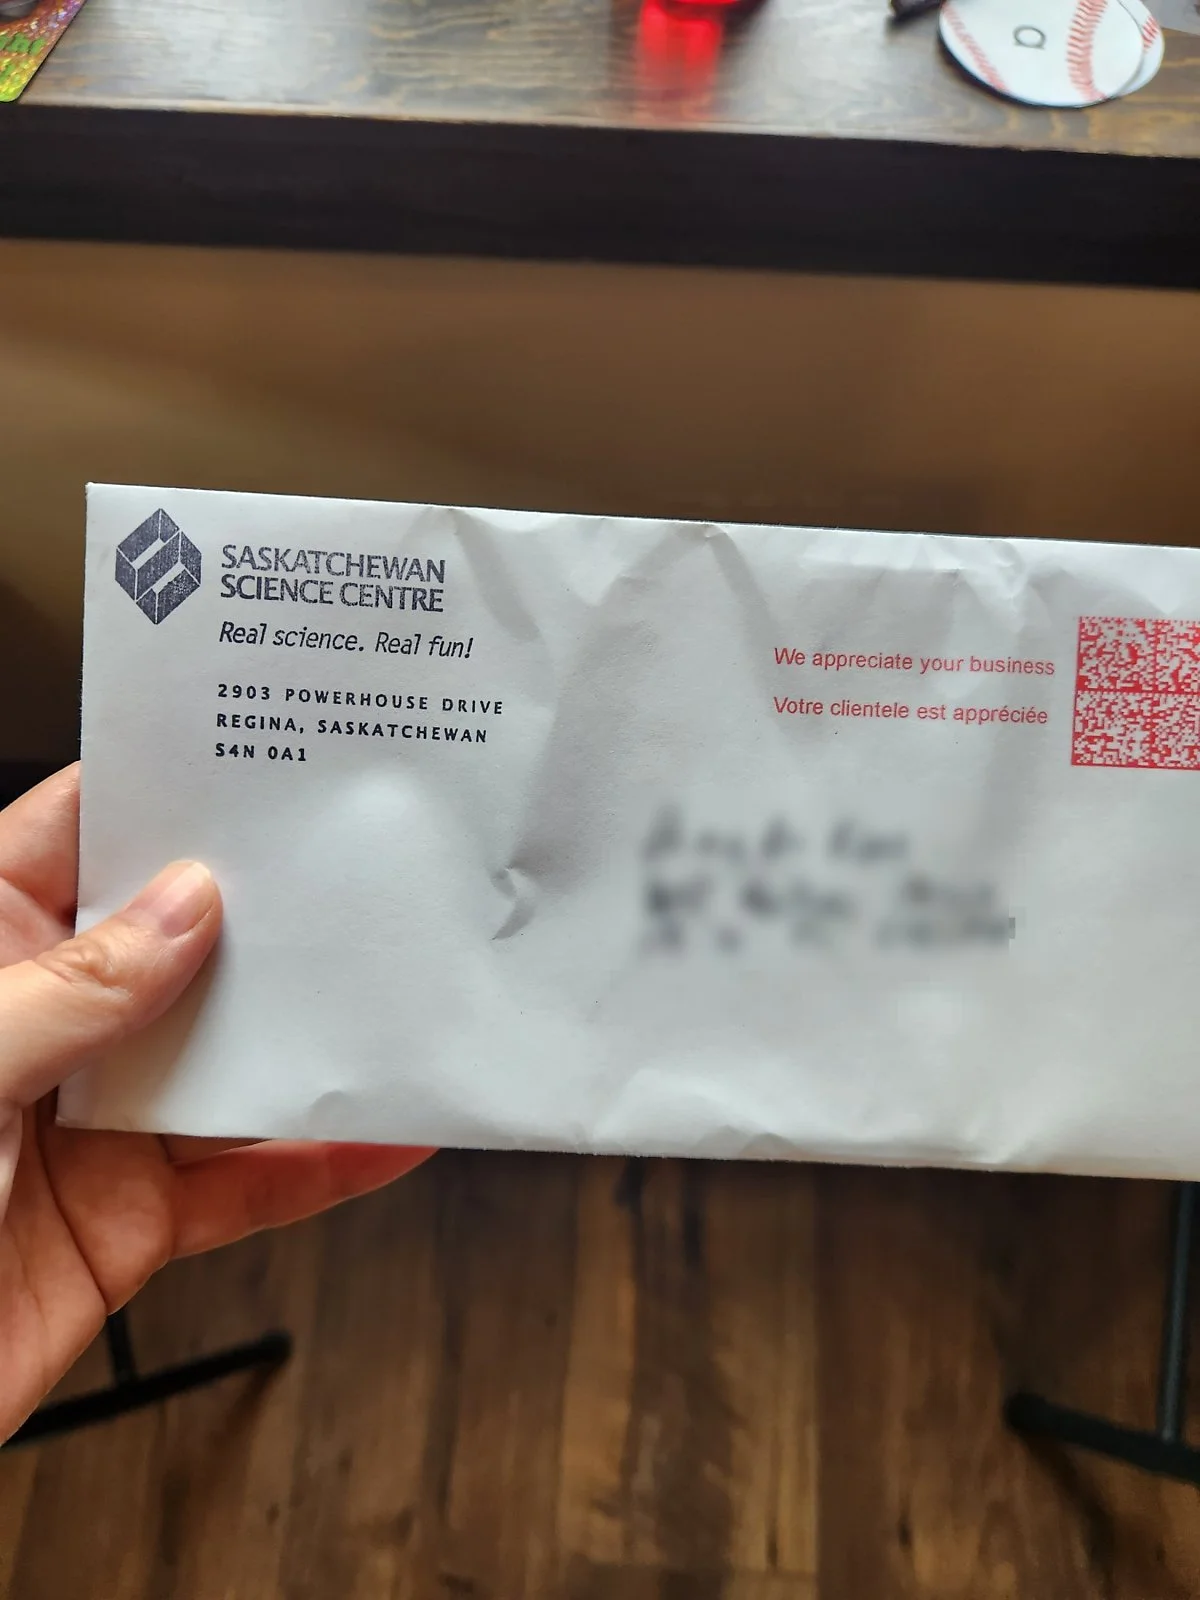 a
SASKATCHEWAN
SCIENCE CENTRE
Real science. Real fun!
2903 POWERHOUSE DRIVE
REGINA, SASKATCHEWAN
S4N 0A1
We appreciate your business
Votre clientele est appréciée